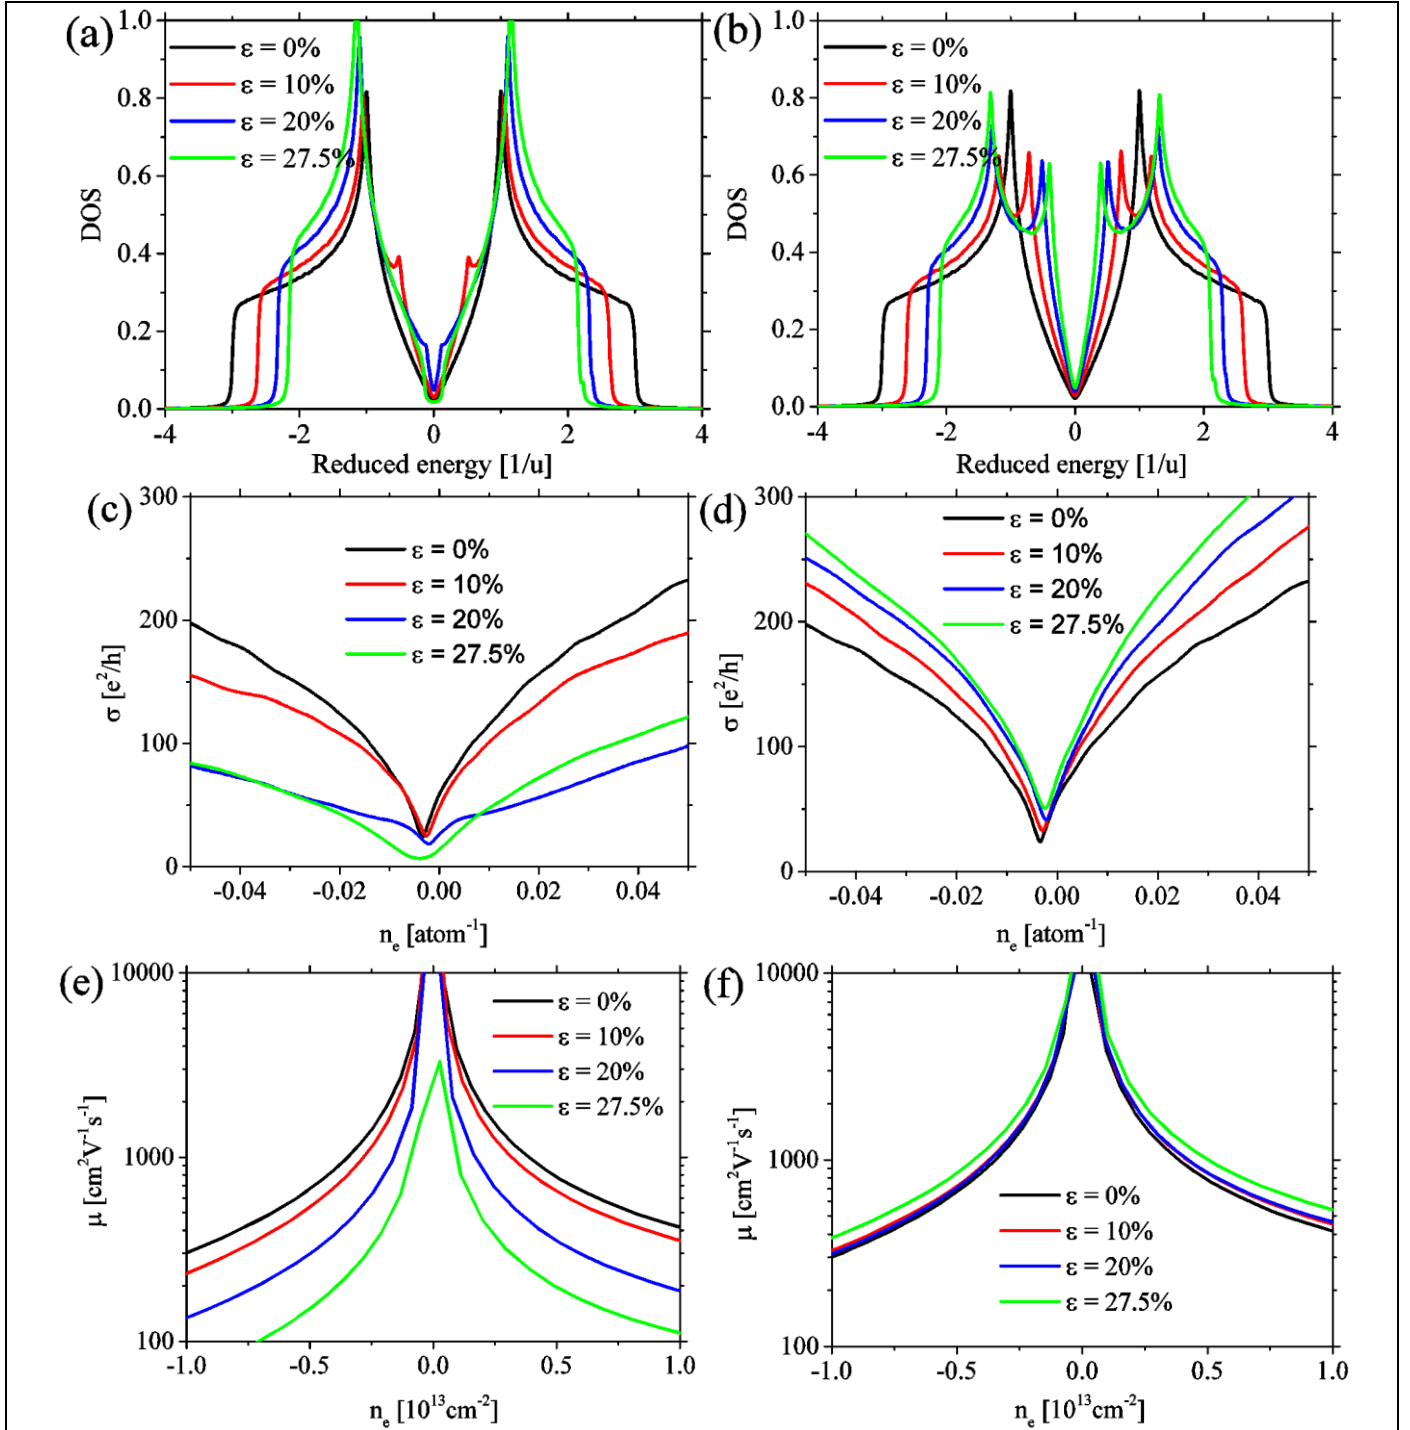 (a)
ε = 0%
ε = 10%
ε = 20%
ε = 27.5%
1.0
0.8
0.6
0.4
0.2
0.0
DOS
-4 -2 0 2 4
Reduced energy [1/u]
(b)
ε = 0%
ε = 10%
ε = 20%
ε = 27.5%
1.0
0.8
0.6
0.4
0.2
0.0
DOS
-4 -2 0 2 4
Reduced energy [1/u]
(c)
ε = 0%
ε = 10%
ε = 20%
ε = 27.5%
300
200
100
0
σ [e²/h]
-0.04 -0.02 0.00 0.02 0.04
nₑ [atom⁻¹]
(d)
ε = 0%
ε = 10%
ε = 20%
ε = 27.5%
300
200
100
0
σ [e²/h]
-0.04 -0.02 0.00 0.02 0.04
nₑ [atom⁻¹]
(e)
ε = 0%
ε = 10%
ε = 20%
ε = 27.5%
10000
1000
100
μ [cm²V⁻¹s⁻¹]
-1.0 -0.5 0.0 0.5 1.0
nₑ [10¹³cm⁻²]
(f)
ε = 0%
ε = 10%
ε = 20%
ε = 27.5%
10000
1000
100
μ [cm²V⁻¹s⁻¹]
-1.0 -0.5 0.0 0.5 1.0
nₑ [10¹³cm⁻²]